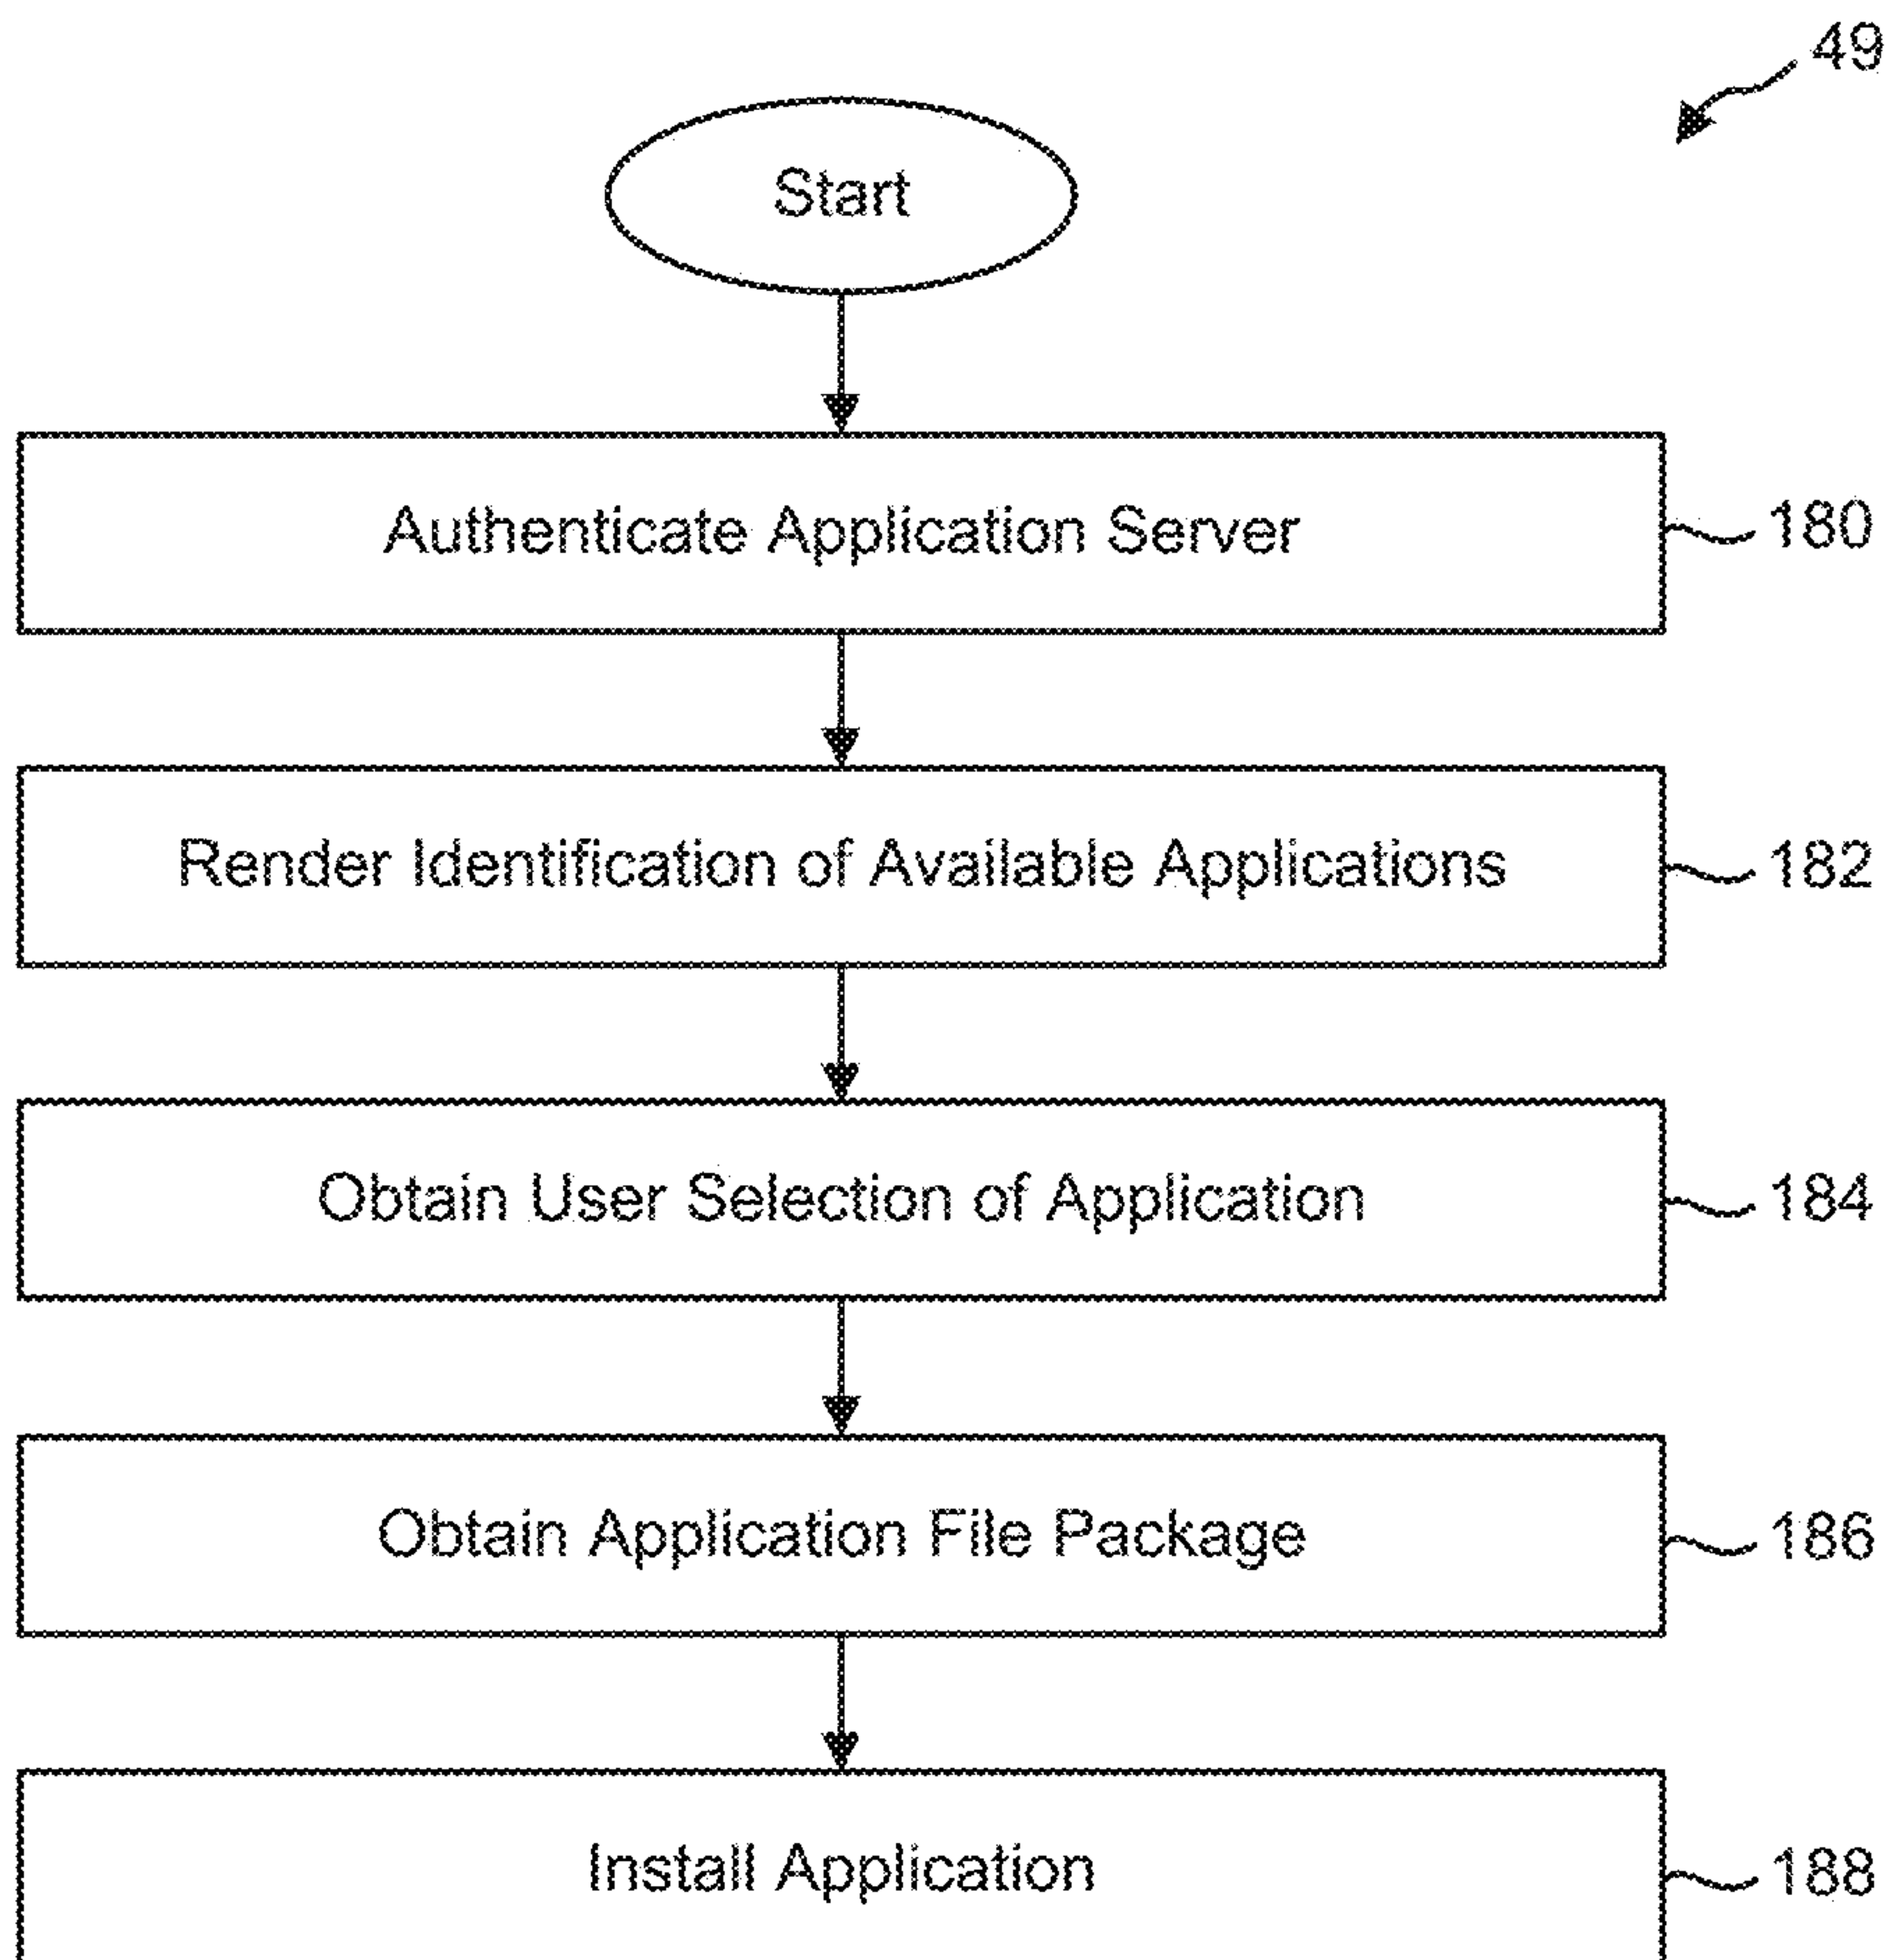 49
Start
Authenticate Application Server
180
Render Identification of Available Applications
182
Obtain User Selection of Application
184
Obtain Application File Package
186
Install Application
188